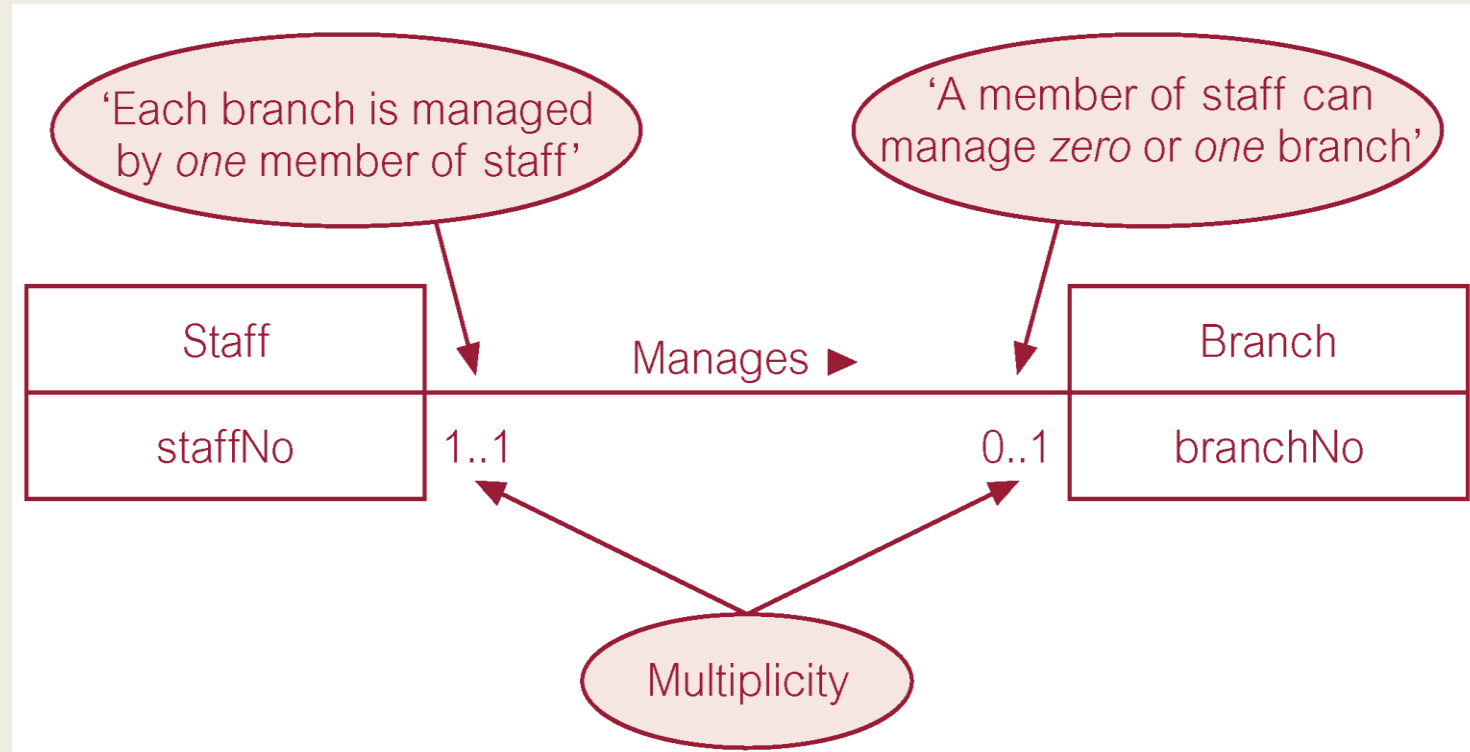 ‘Each branch is managed
by one member of staff’
‘A member of staff can
manage zero or one branch’
Staff
Manages ►
Branch
staffNo
1..1
0..1
branchNo
Multiplicity